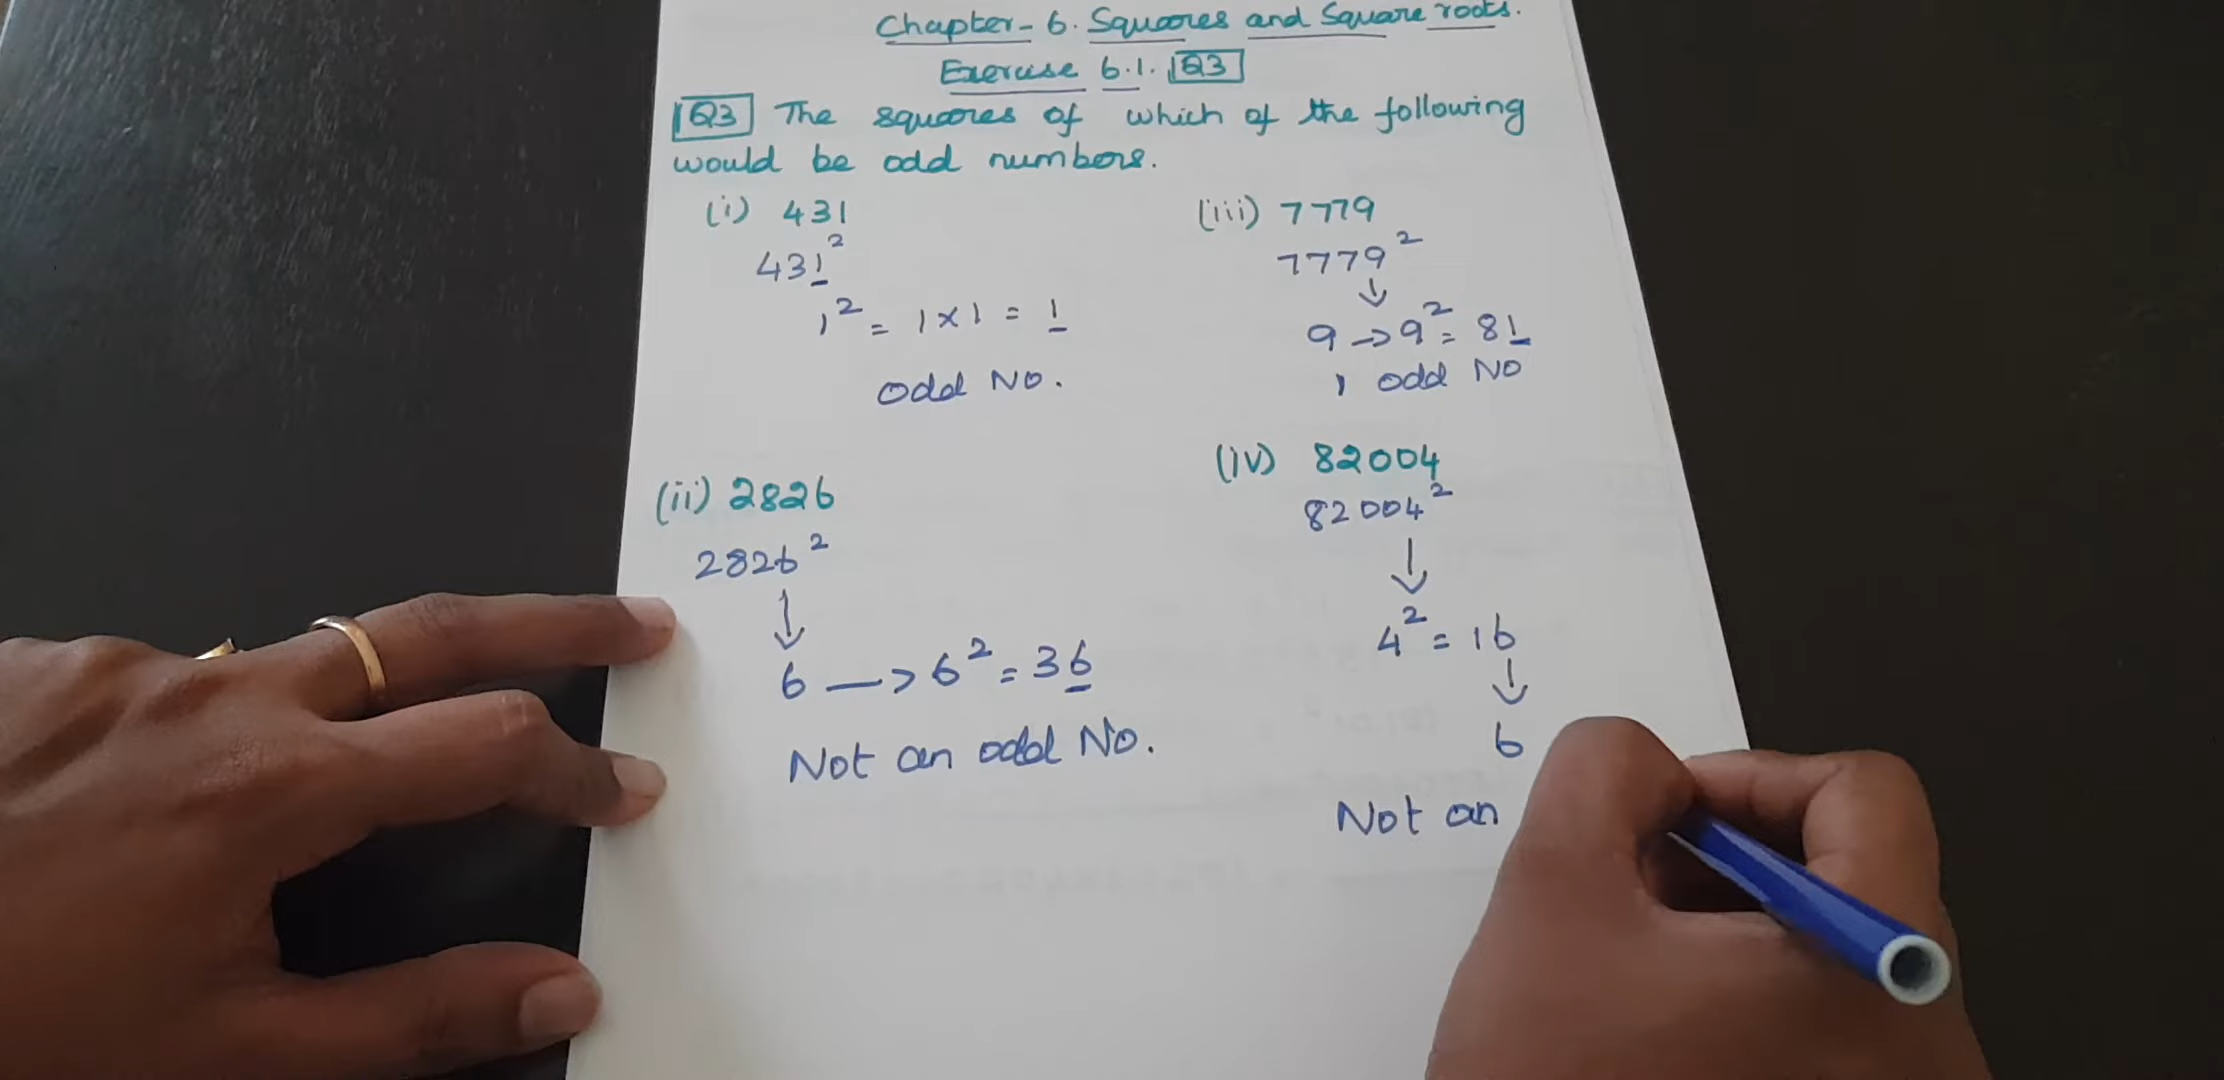 Chapter - 6. Squares and Square roots.
Exercise 6.1. Q3
Q3 The squares of which of the following
would be odd numbers.
(i) 431
431²
1² = 1 × 1 = 1
Odd NO.
(ii) 2826
2826²
↓
6 —> 6² = 36
Not an odd No.
(iii) 7779
7779²
↓
9 —> 9² = 81
1 odd NO
(iv) 82004
82004²
↓
4² = 16
↓
6
Not an